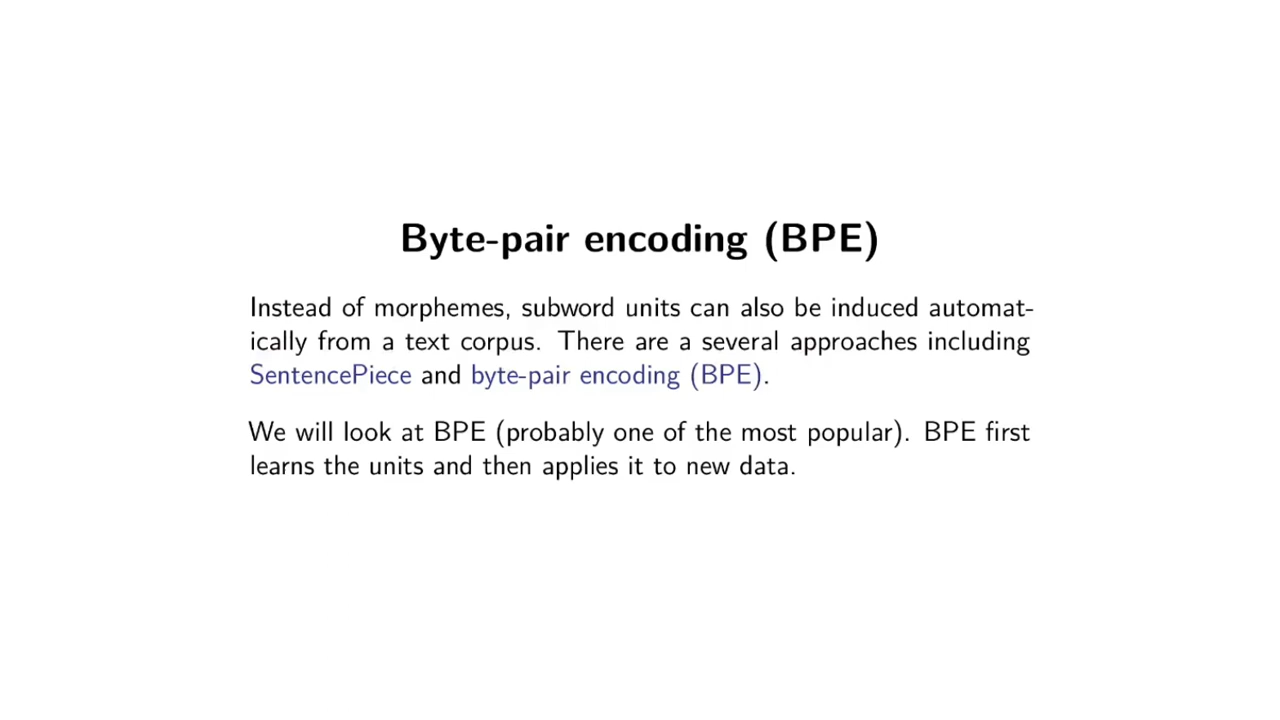 Byte-pair encoding (BPE)
Instead of morphemes, subword units can also be induced automat-
ically from a text corpus. There are a several approaches including
SentencePiece and byte-pair encoding (BPE).
We will look at BPE (probably one of the most popular). BPE first
learns the units and then applies it to new data.